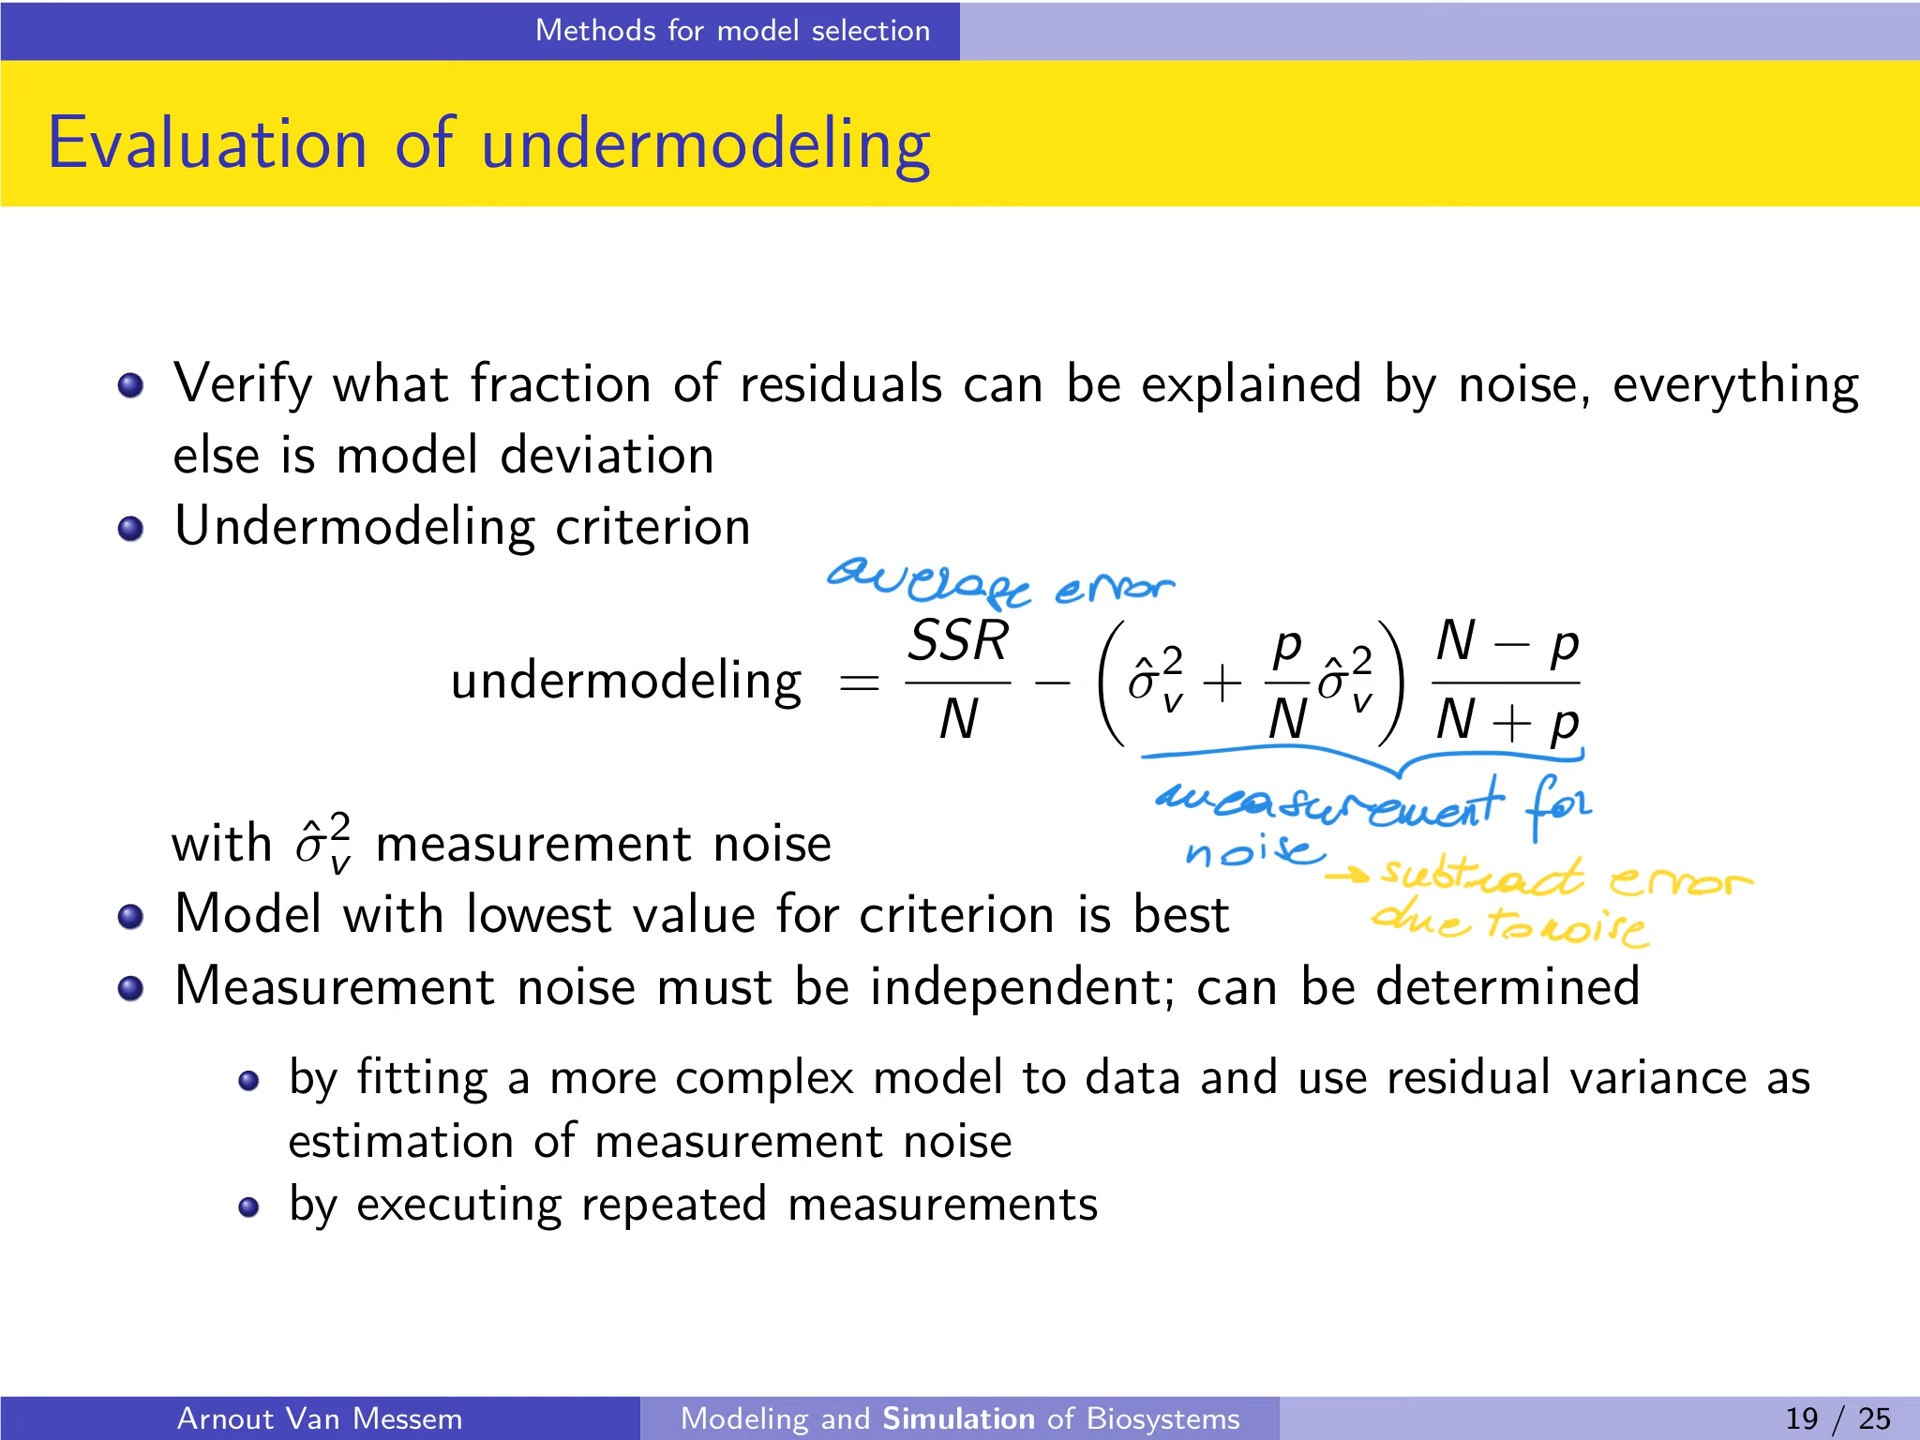 Methods for model selection
Evaluation of undermodeling
Verify what fraction of residuals can be explained by noise, everything
else is model deviation
Undermodeling criterion
average error
undermodeling = SSR/N − (σ̂²ᵥ + p/N σ̂²ᵥ) N − p/N + p
measurement for
with σ̂²ᵥ measurement noise
noise
→ subtract error
due to noise
Model with lowest value for criterion is best
Measurement noise must be independent; can be determined
by fitting a more complex model to data and use residual variance as
estimation of measurement noise
by executing repeated measurements
Arnout Van Messem
Modeling and Simulation of Biosystems
19 / 25